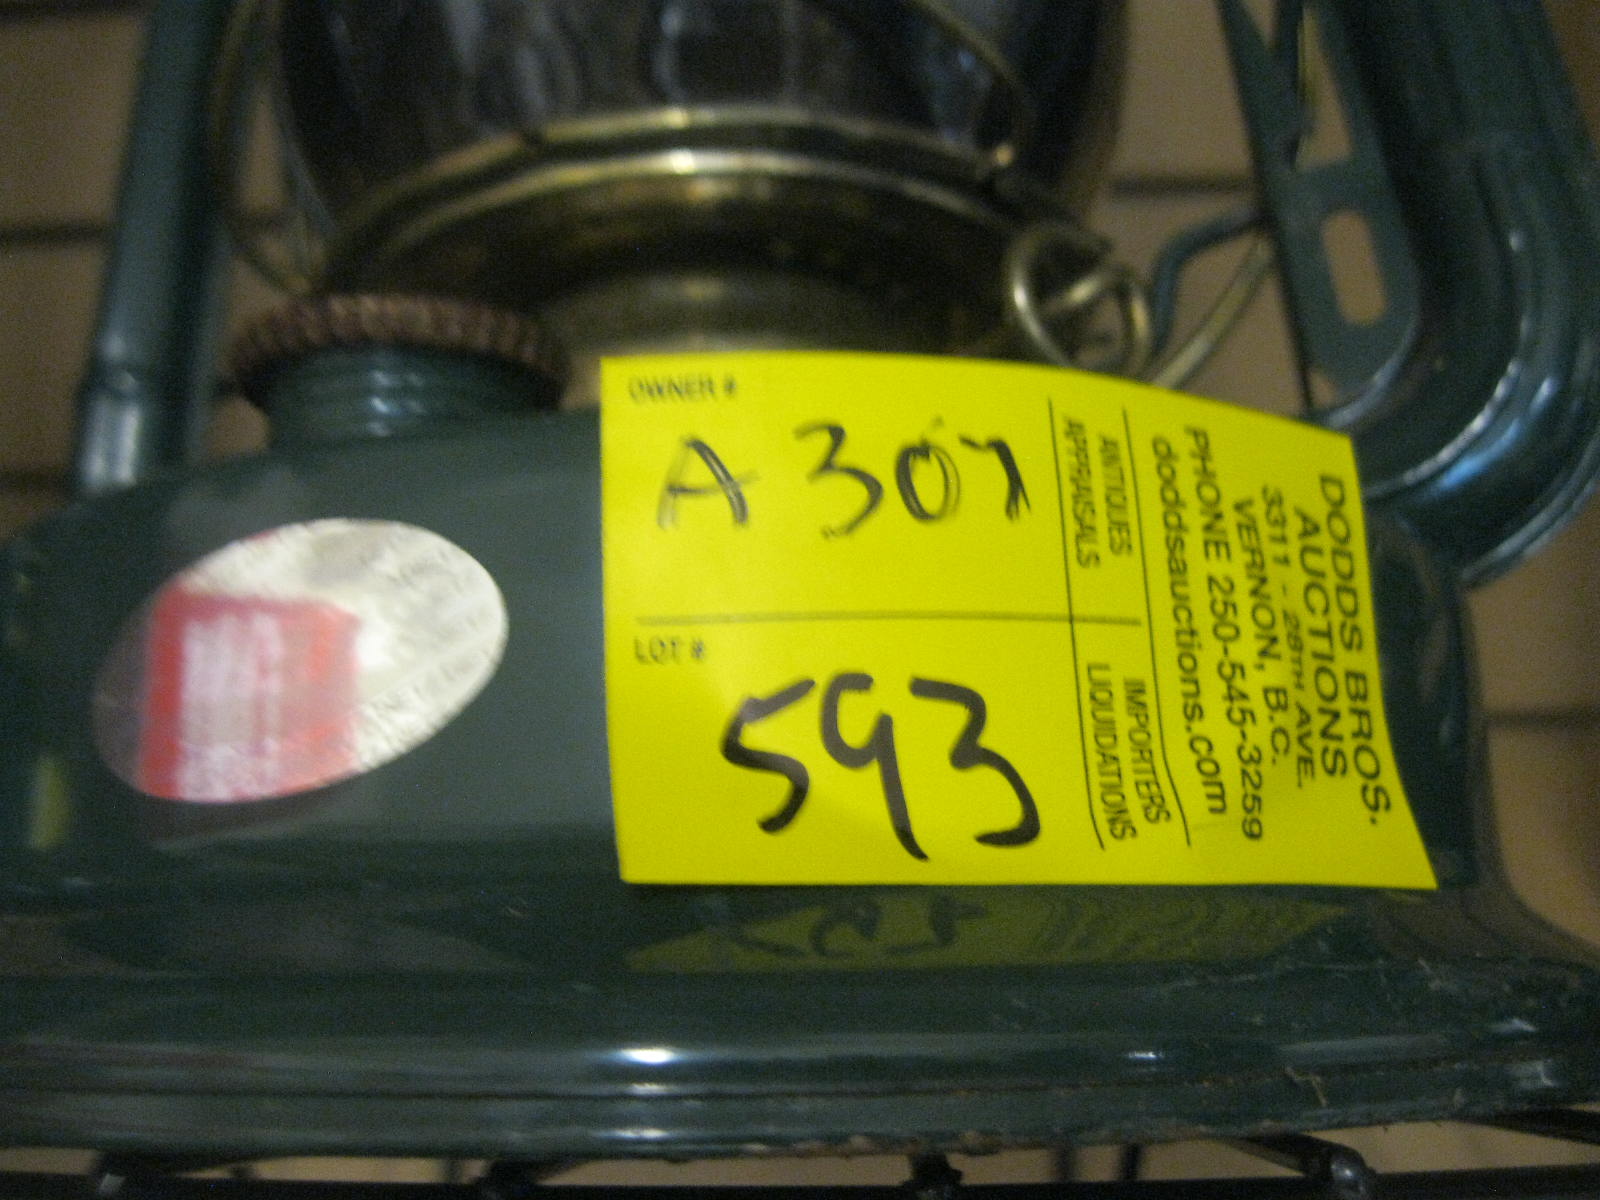 OWNER #
A 307
LOT #
593
ANTIQUES
APPRAISALS
IMPORTERS
LIQUIDATIONS
DODDS BROS.
AUCTIONS
3311 - 28TH AVE.
VERNON, B.C.
PHONE 250-545-3259
doddsauctions.com